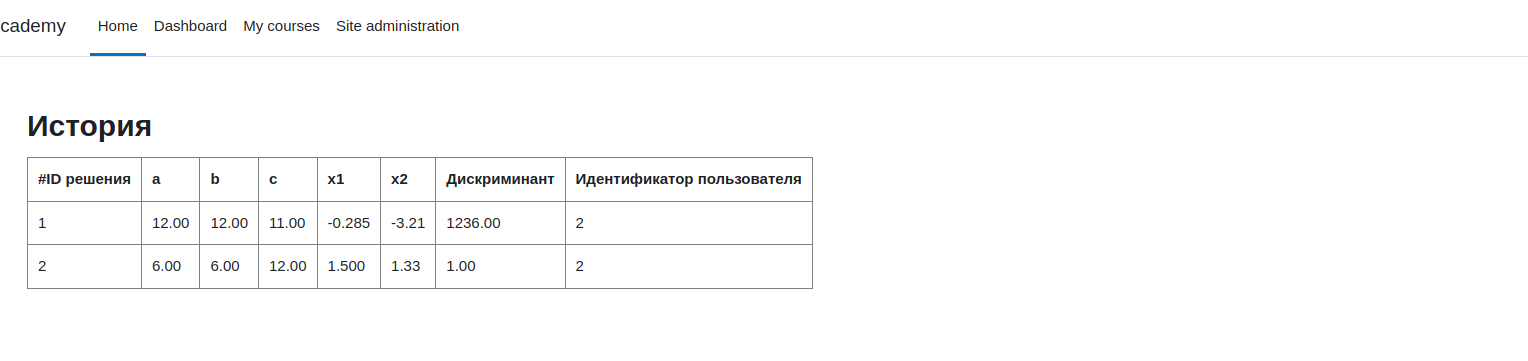 cademy Home Dashboard My courses Site administration
История
#ID решения a b c x1 x2 Дискриминант Идентификатор пользователя
1 12.00 12.00 11.00 -0.285 -3.21 1236.00 2
2 6.00 6.00 12.00 1.500 1.33 1.00 2